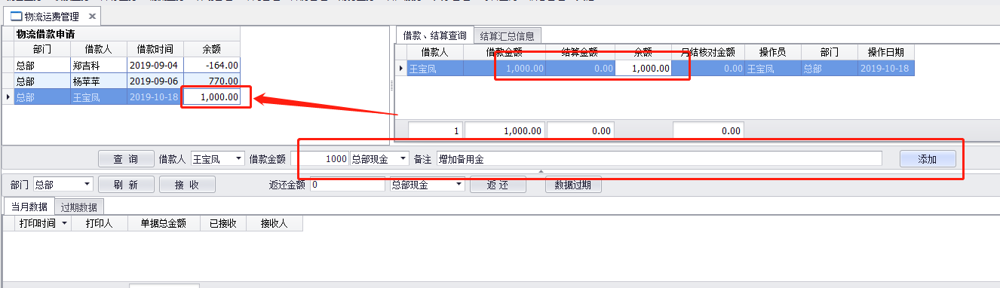 物流运费管理
物流借款申请
部门 借款人 借款时间 余额
总部 郑吉科 2019-09-04 -164.00
总部 杨苹苹 2019-09-06 770.00
总部 王宝凤 2019-10-18 1,000.00
借款、结算查询 结算汇总信息
借款人 借款金额 结算金额 余额 月结核对金额 操作员 部门 操作日期
王宝凤 1,000.00 0.00 1,000.00 0.00 王宝凤 总部 2019-10-18
1 1,000.00 0.00 0.00
查 询 借款人 王宝凤 借款金额 1000 总部现金 备注 增加备用金 添加
部门 总部 刷 新 接 收 返还金额 0 总部现金 返 还 数据过期
当月数据 过期数据
打印时间 打印人 单据总金额 已接收 接收人